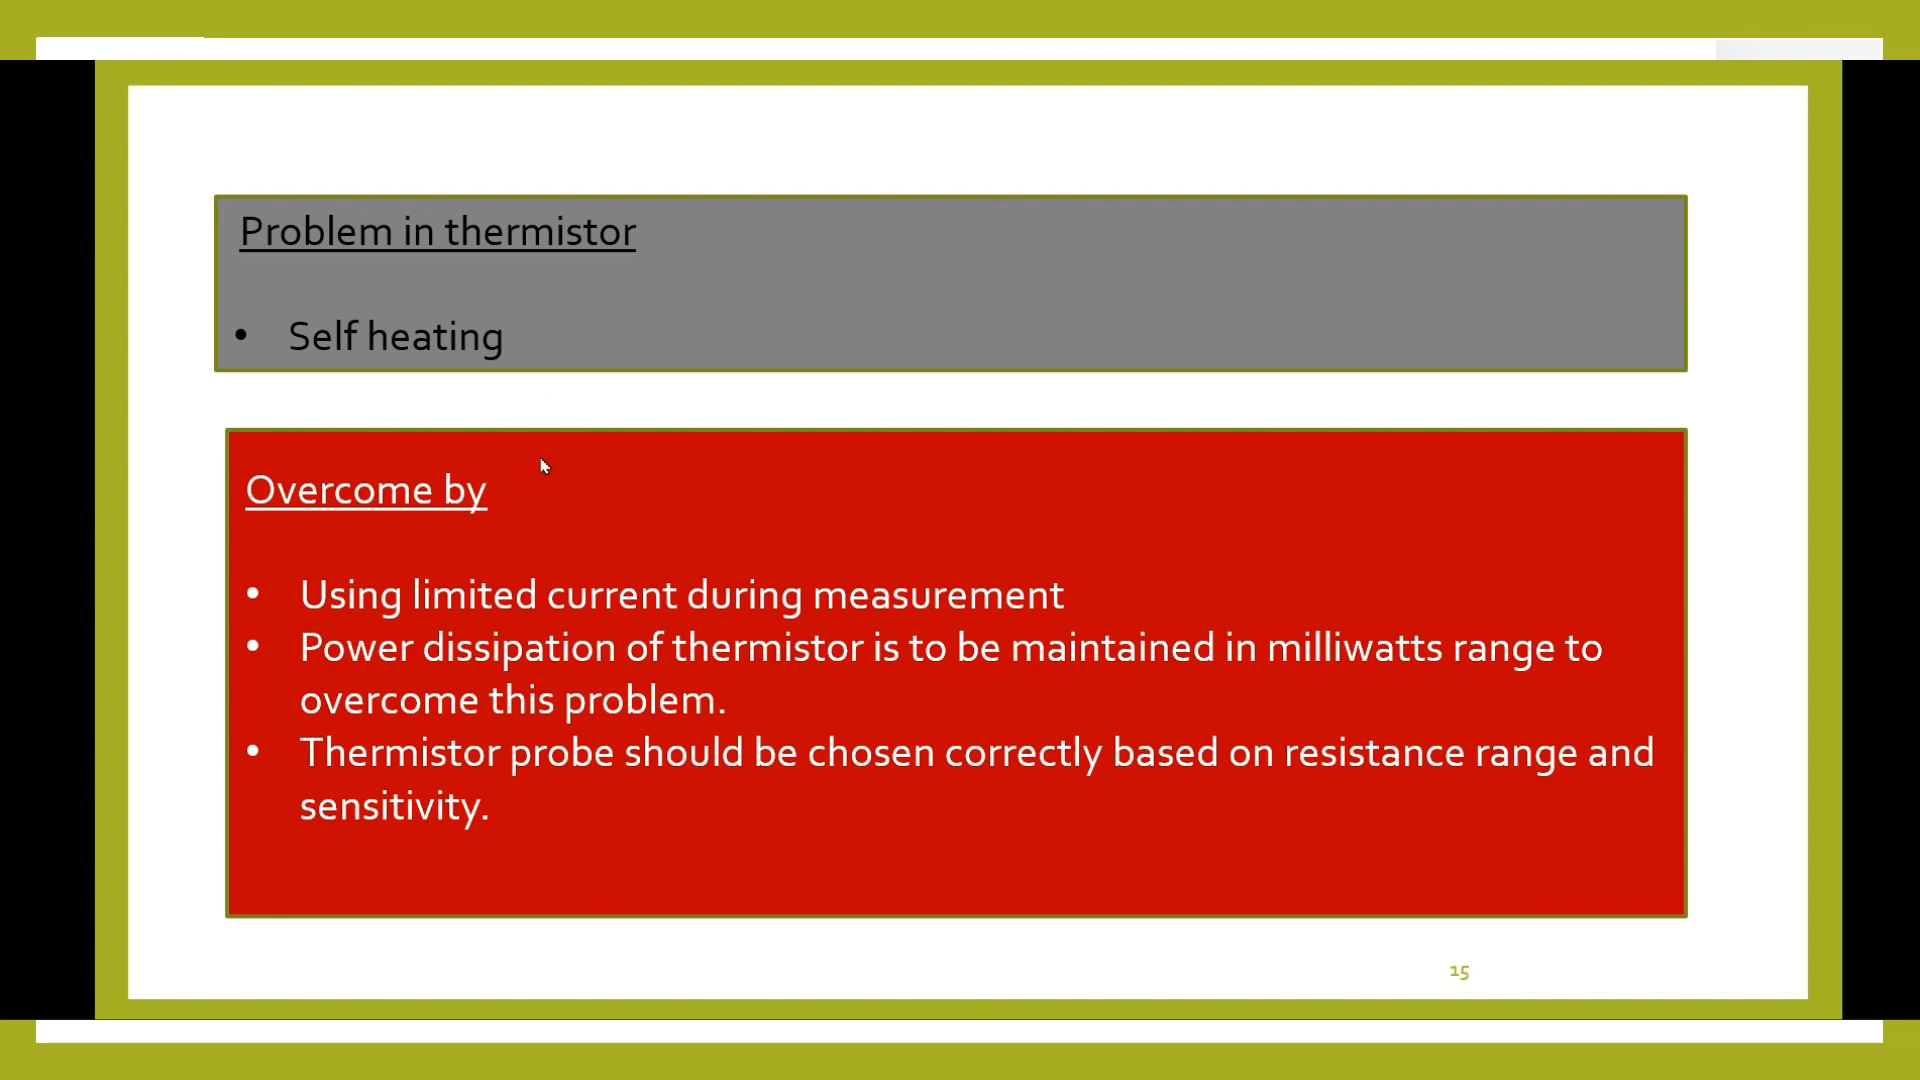 Problem in thermistor
• Self heating
Overcome by
• Using limited current during measurement
• Power dissipation of thermistor is to be maintained in milliwatts range to
overcome this problem.
• Thermistor probe should be chosen correctly based on resistance range and
sensitivity.
15